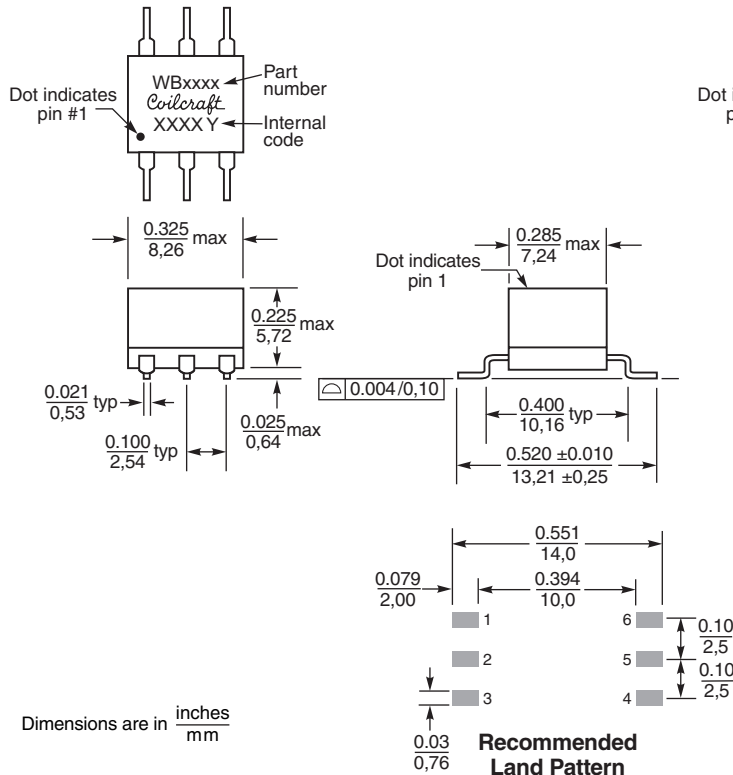 WBxxxx
Coilcraft
XXXX Y
Part
number
Internal
code
Dot indicates
pin #1
Dot i
p
0.325
8,26
max
0.285
7,24
max
Dot indicates
pin 1
0.225
5,72
max
0.021
0,53
typ
0.025
0,64
max
0.004/0,10
0.100
2,54
typ
0.400
10,16
typ
0.520 ±0.010
13,21 ±0,25
0.551
14,0
0.079
2,00
0.394
10,0
1
6
0.10
2,5
2
5
0.10
2,5
3
4
0.03
0,76
Dimensions are in inches
mm
Recommended
Land Pattern